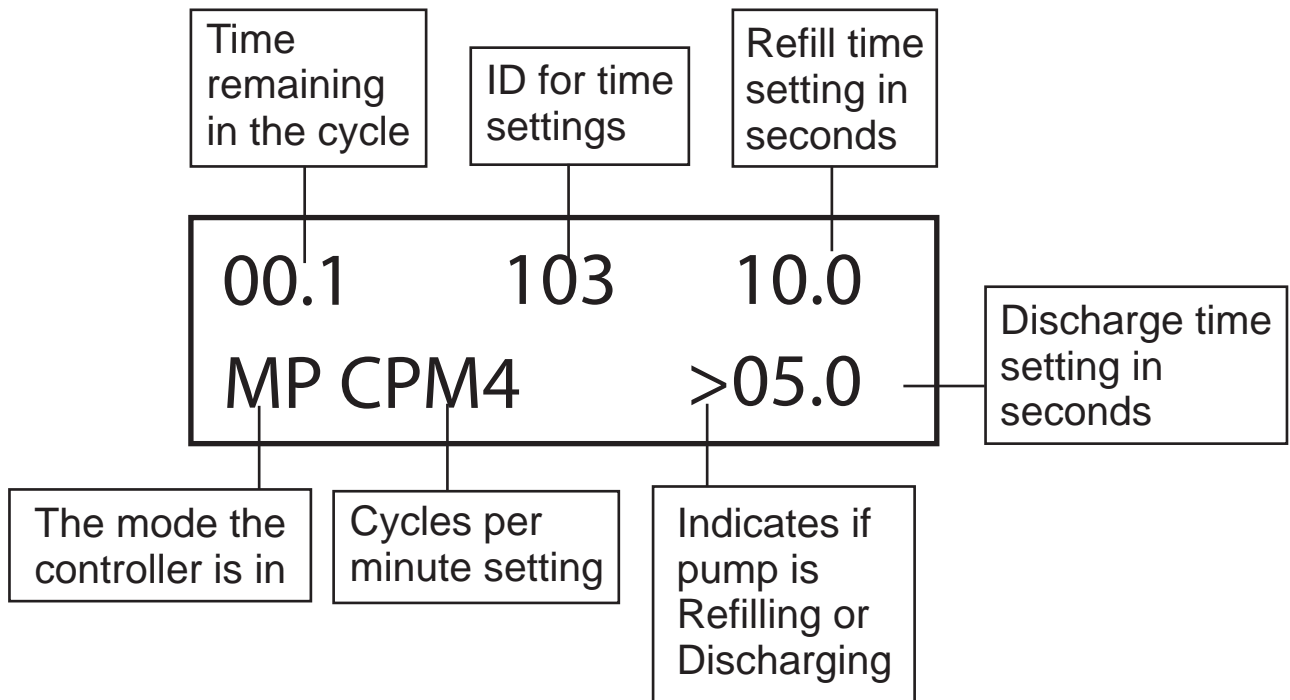 Time
remaining
in the cycle
ID for time
settings
Refill time
setting in
seconds
00.1 103 10.0
MP CPM4 >05.0
Discharge time
setting in
seconds
The mode the
controller is in
Cycles per
minute setting
Indicates if
pump is
Refilling or
Discharging